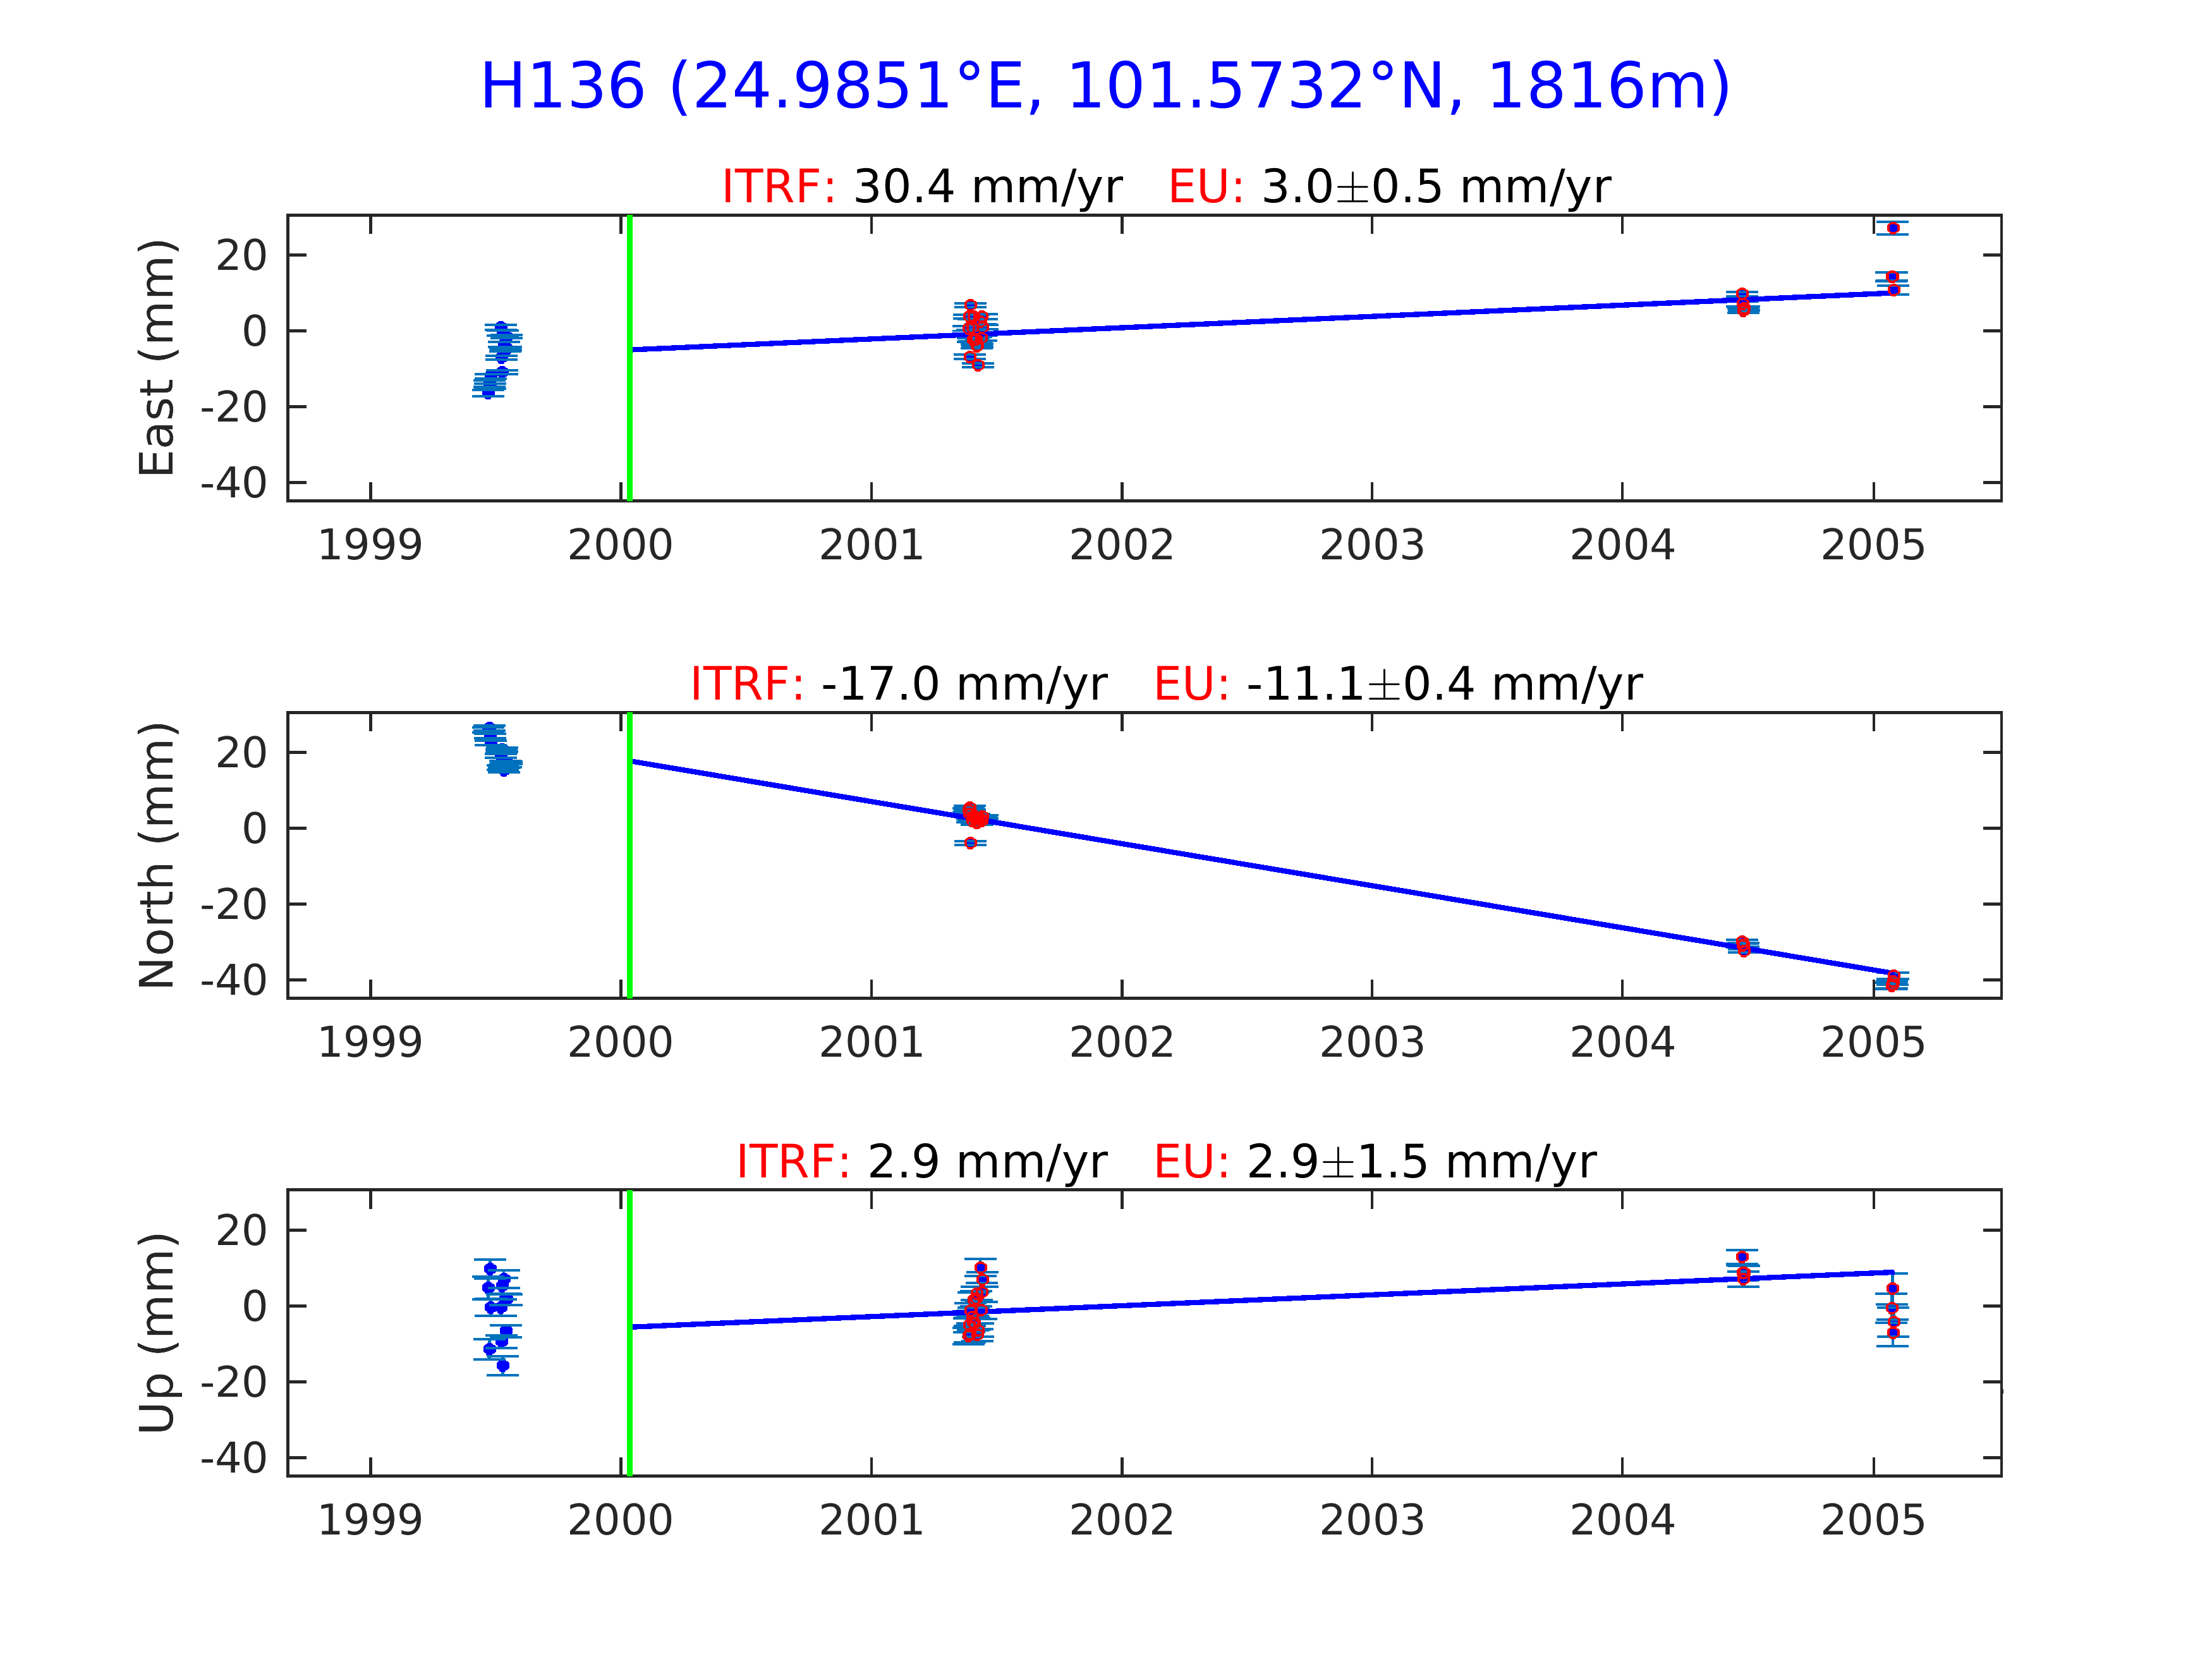 H136 (24.9851°E, 101.5732°N, 1816m)
ITRF: 30.4 mm/yr EU: 3.0±0.5 mm/yr
East (mm)
20
0
-20
-40
1999 2000 2001 2002 2003 2004 2005
ITRF: -17.0 mm/yr EU: -11.1±0.4 mm/yr
North (mm)
20
0
-20
-40
1999 2000 2001 2002 2003 2004 2005
ITRF: 2.9 mm/yr EU: 2.9±1.5 mm/yr
Up (mm)
20
0
-20
-40
1999 2000 2001 2002 2003 2004 2005